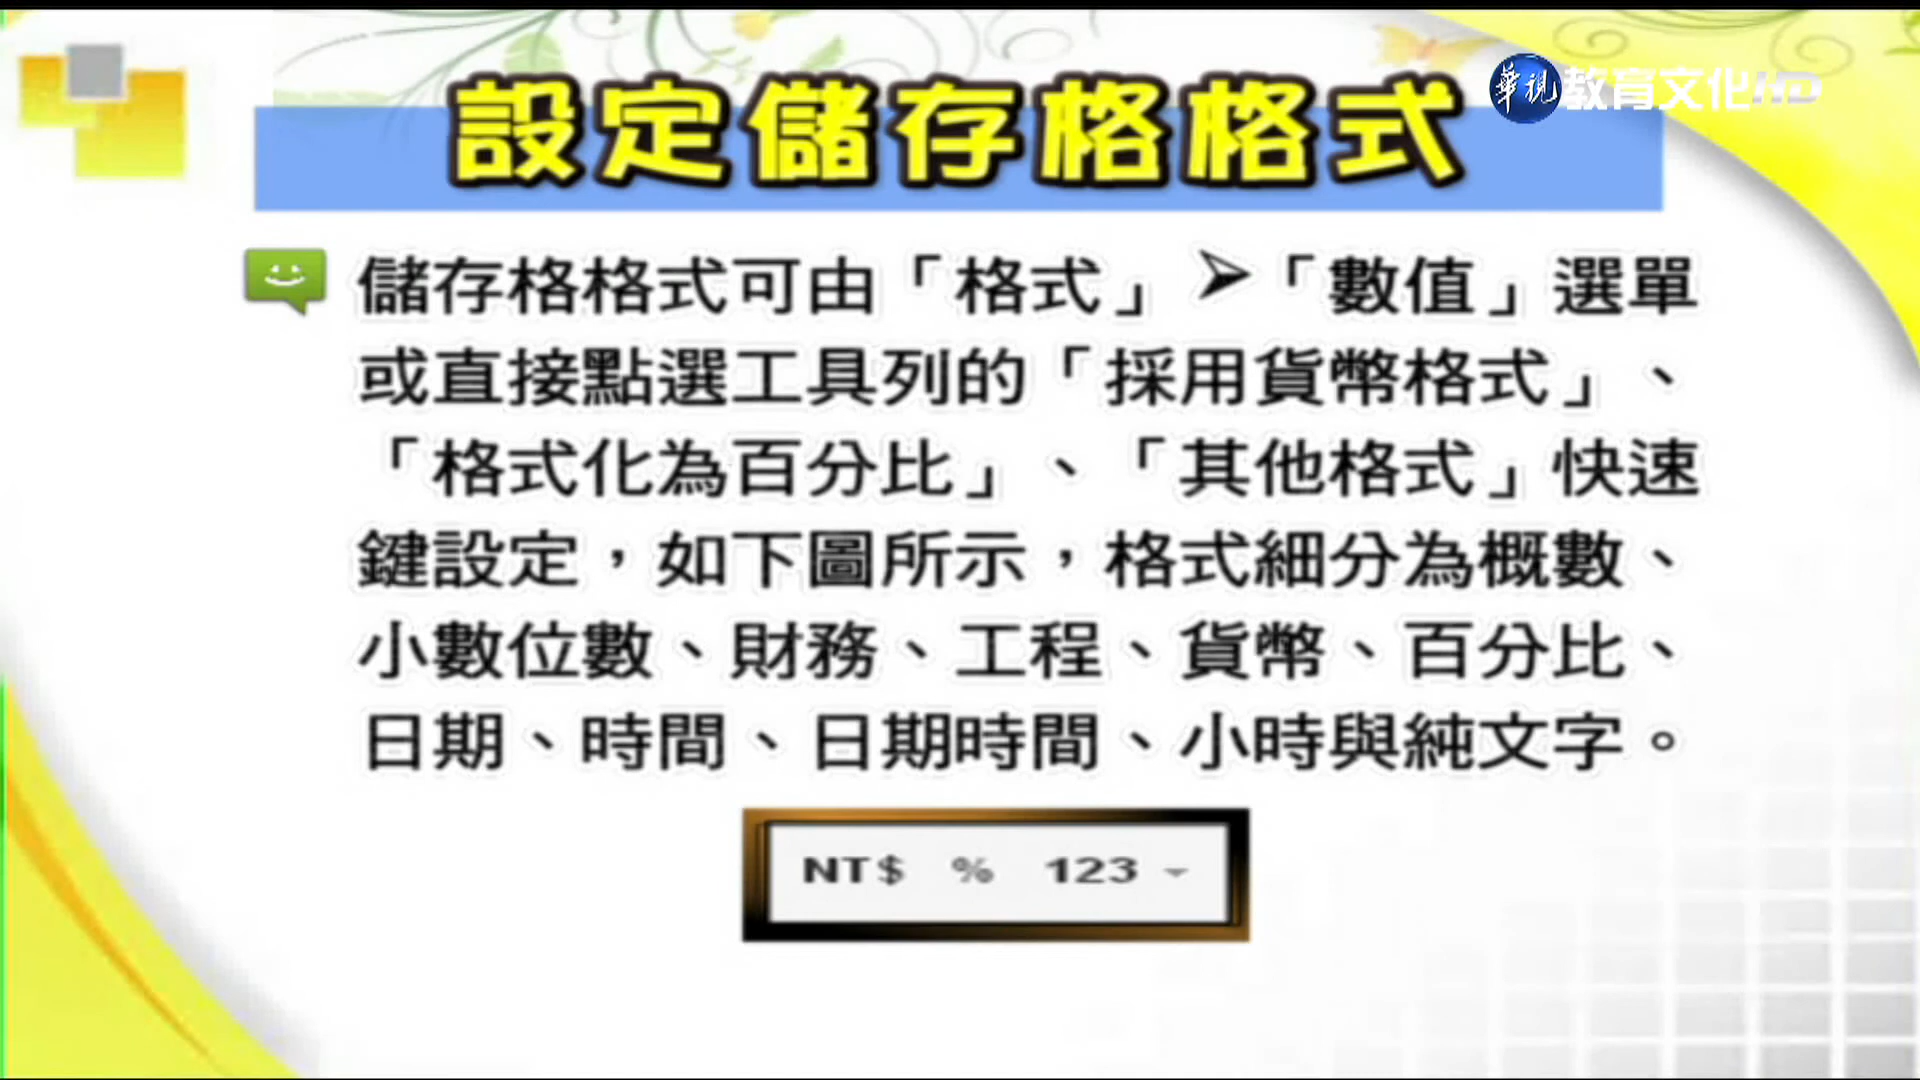 設定儲存格格式
華視 教育文化HD
儲存格格式可由「格式」➢「數值」選單
或直接點選工具列的「採用貨幣格式」、
「格式化為百分比」、「其他格式」快速
鍵設定，如下圖所示，格式細分為概數、
小數位數、財務、工程、貨幣、百分比、
日期、時間、日期時間、小時與純文字。
NT$ % 123